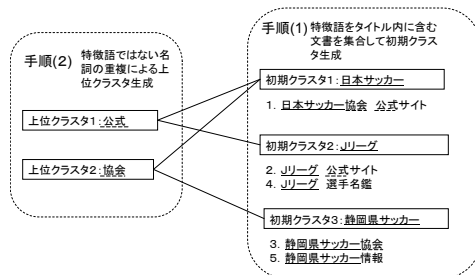 手順(2)
特徴語ではない名
詞の重複による上
位クラスタ生成
上位クラスタ1:公式
上位クラスタ2:協会
手順(1)
特徴語をタイトル内に含む
文書を集合して初期クラス
タ生成
初期クラスタ1:日本サッカー
1. 日本サッカー協会 公式サイト
初期クラスタ2:Jリーグ
2. Jリーグ 公式サイト
4. Jリーグ 選手名鑑
初期クラスタ3:静岡県サッカー
3. 静岡県サッカー協会
5. 静岡県サッカー情報